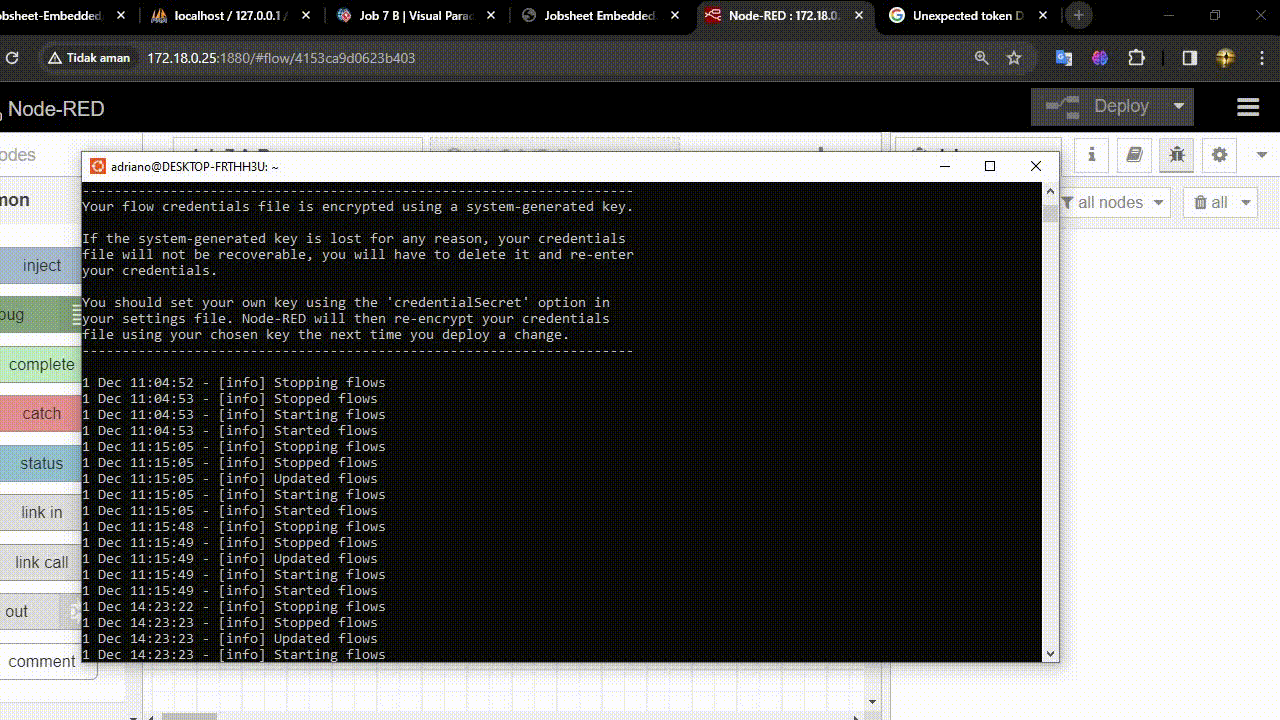 obsheet-Embedded,
localhost / 127.0.0.1 /
Job 7 B | Visual Parac
Jobsheet Embedded,
Node-RED : 172.18.0.
Unexpected token D
Tidak aman
172.18.0.25:1880/#flow/4153ca9d0623b403
Node-RED
Deploy
odes
adriano@DESKTOP-FRTHH3U: ~
mon
all nodes
all
inject
bug
complete
catch
status
link in
link call
out
comment
---------------------------------------------------------------------
Your flow credentials file is encrypted using a system-generated key.
If the system-generated key is lost for any reason, your credentials
file will not be recoverable, you will have to delete it and re-enter
your credentials.
You should set your own key using the 'credentialSecret' option in
your settings file. Node-RED will then re-encrypt your credentials
file using your chosen key the next time you deploy a change.
---------------------------------------------------------------------
1 Dec 11:04:52 - [info] Stopping flows
1 Dec 11:04:53 - [info] Stopped flows
1 Dec 11:04:53 - [info] Starting flows
1 Dec 11:04:53 - [info] Started flows
1 Dec 11:15:05 - [info] Stopping flows
1 Dec 11:15:05 - [info] Stopped flows
1 Dec 11:15:05 - [info] Updated flows
1 Dec 11:15:05 - [info] Starting flows
1 Dec 11:15:05 - [info] Started flows
1 Dec 11:15:48 - [info] Stopping flows
1 Dec 11:15:49 - [info] Stopped flows
1 Dec 11:15:49 - [info] Updated flows
1 Dec 11:15:49 - [info] Starting flows
1 Dec 11:15:49 - [info] Started flows
1 Dec 14:23:22 - [info] Stopping flows
1 Dec 14:23:23 - [info] Stopped flows
1 Dec 14:23:23 - [info] Updated flows
1 Dec 14:23:23 - [info] Starting flows